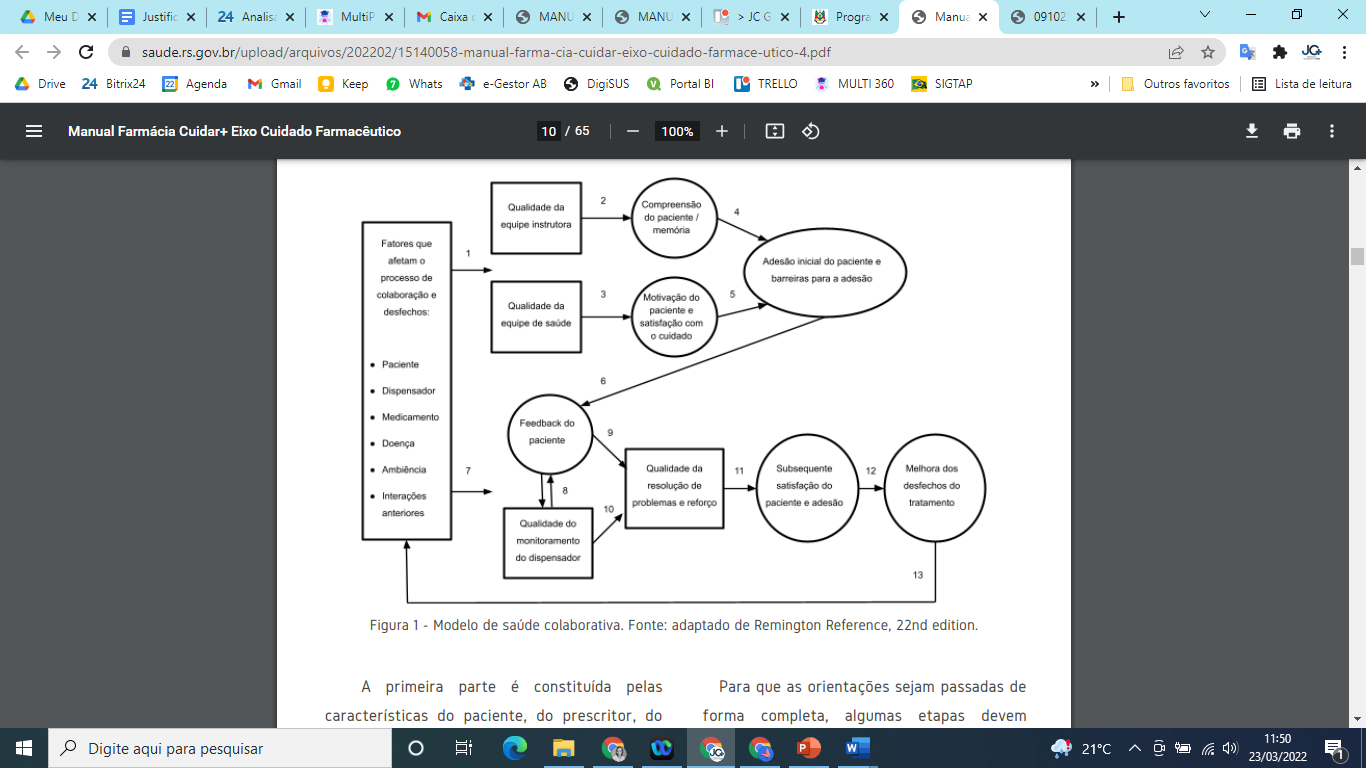 Meu D
Justific
24 Analisa
MultiP
Caixa d
MANU
MANU
> JC G
Progra
Manua
09102
saude.rs.gov.br/upload/arquivos/202202/15140058-manual-farma-cia-cuidar-eixo-cuidado-farmace-utico-4.pdf
Drive
24 Bitrix24
22 Agenda
Gmail
Keep
7 Whats
e-Gestor AB
DigiSUS
Portal BI
TRELLO
MULTI 360
SIGTAP
»
Outros favoritos
Lista de leitura
Manual Farmácia Cuidar+ Eixo Cuidado Farmacêutico
10 / 65
100%
Fatores que
afetam o
processo de
colaboração e
desfechos:
• Paciente
• Dispensador
• Medicamento
• Doença
• Ambiência
• Interações
anteriores
1
Qualidade da
equipe instrutora
2
Compreensão
do paciente /
memória
4
Qualidade da
equipe de saúde
3
Motivação do
paciente e
satisfação com
o cuidado
5
Adesão inicial do paciente e
barreiras para a adesão
6
7
Feedback do
paciente
8
Qualidade do
monitoramento
do dispensador
9
10
Qualidade da
resolução de
problemas e reforço
11
Subsequente
satisfação do
paciente e adesão
12
Melhora dos
desfechos do
tratamento
13
Figura 1 - Modelo de saúde colaborativa. Fonte: adaptado de Remington Reference, 22nd edition.
A primeira parte é constituída pelas
características do paciente, do prescritor, do
Para que as orientações sejam passadas de
forma completa, algumas etapas devem
Digite aqui para pesquisar
21°C
11:50
23/03/2022
1